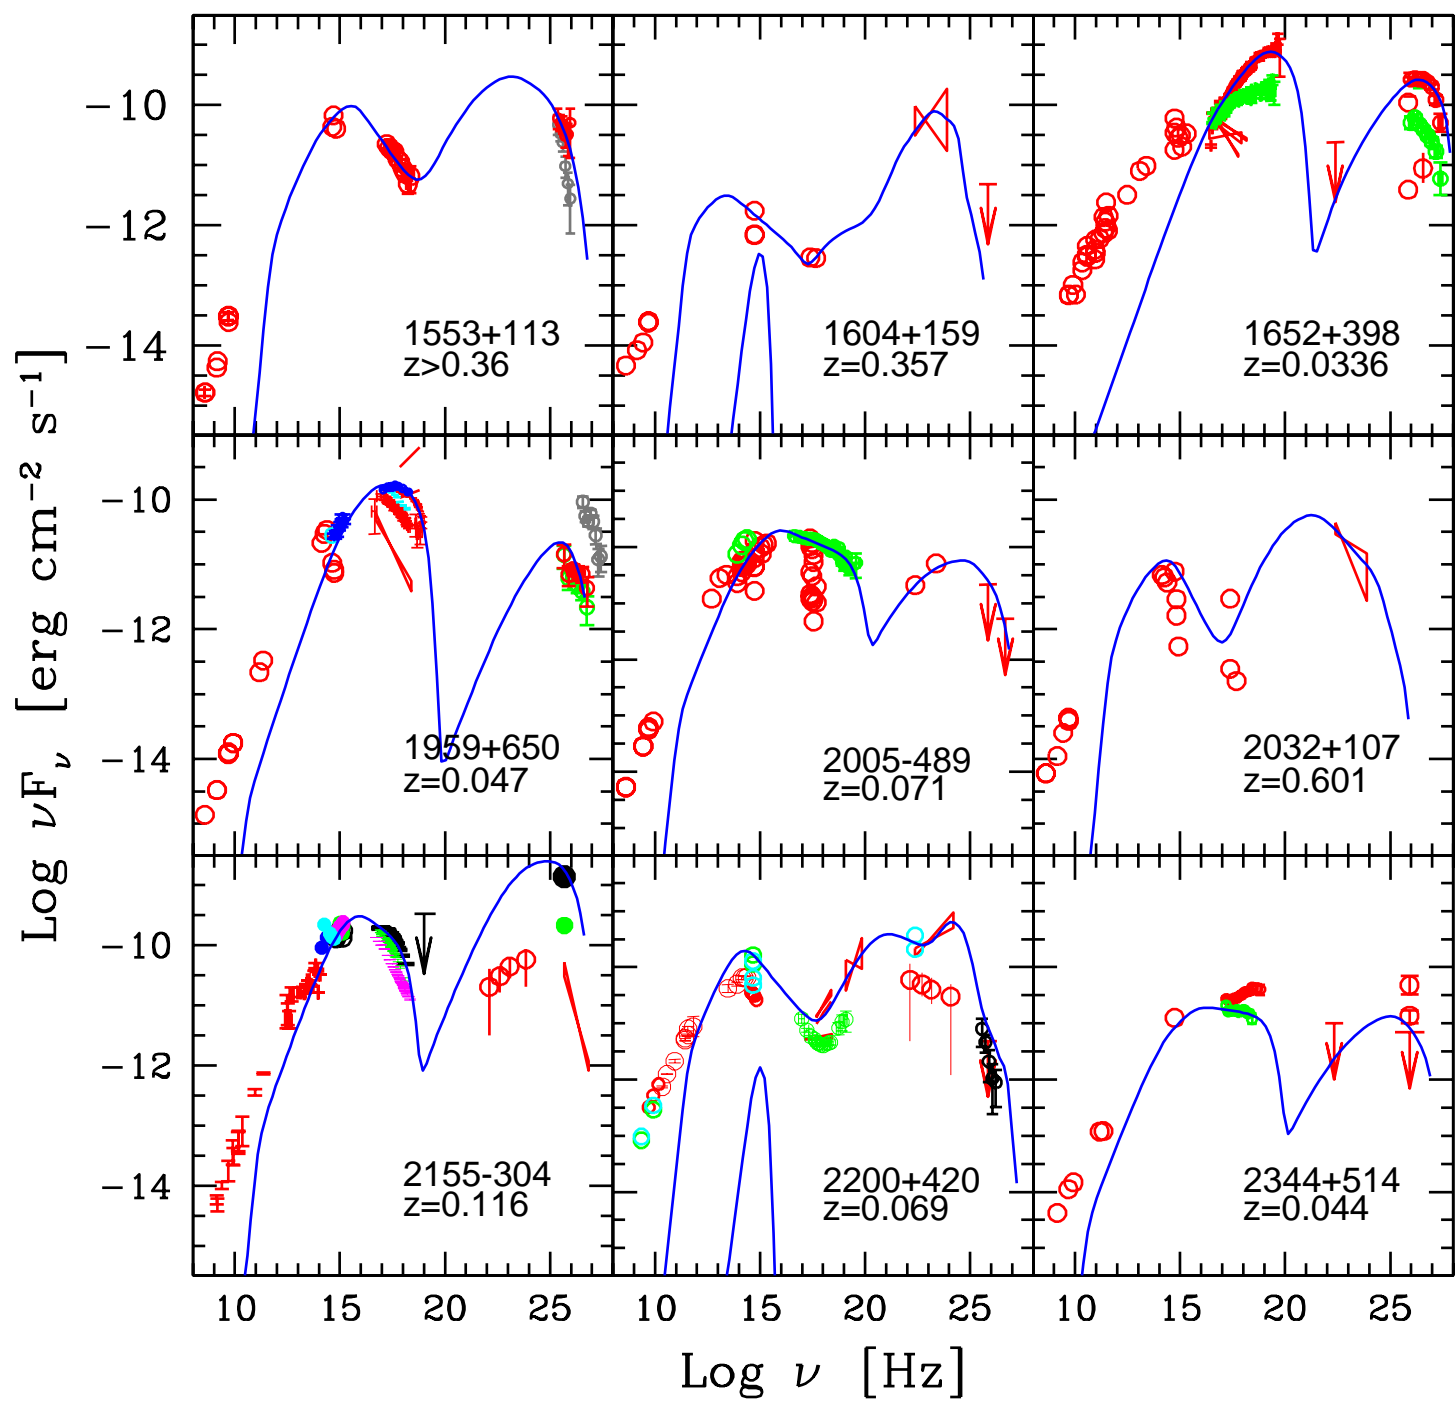 Log νFν [erg cm−2 s−1]
−10
−12
−14
1553+113
z>0.36
1604+159
z=0.357
1652+398
z=0.0336
−10
−12
−14
1959+650
z=0.047
2005-489
z=0.071
2032+107
z=0.601
−10
−12
−14
2155-304
z=0.116
2200+420
z=0.069
2344+514
z=0.044
10 15 20 25 10 15 20 25 10 15 20 25
Log ν [Hz]